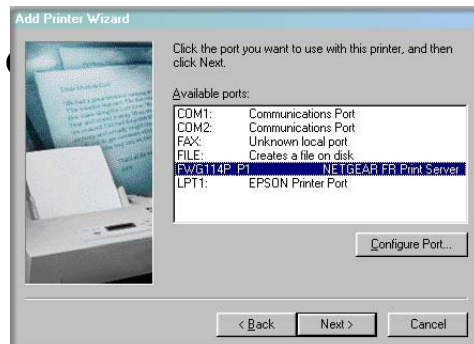 Add Printer Wizard
Click the port you want to use with this printer, and then
click Next.
Available ports:
COM1: Communications Port
COM2: Communications Port
FAX: Unknown local port
FILE: Creates a file on disk
FWG114P P1 NETGEAR FR Print Server
LPT1: EPSON Printer Port
Configure Port...
< Back
Next >
Cancel